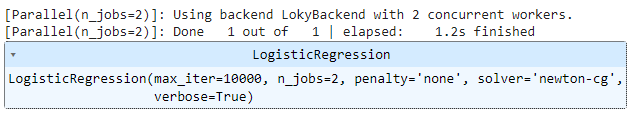 [Parallel(n_jobs=2)]: Using backend LokyBackend with 2 concurrent workers.
[Parallel(n_jobs=2)]: Done   1 out of   1 | elapsed:    1.2s finished
LogisticRegression
LogisticRegression(max_iter=10000, n_jobs=2, penalty='none', solver='newton-cg',
                   verbose=True)